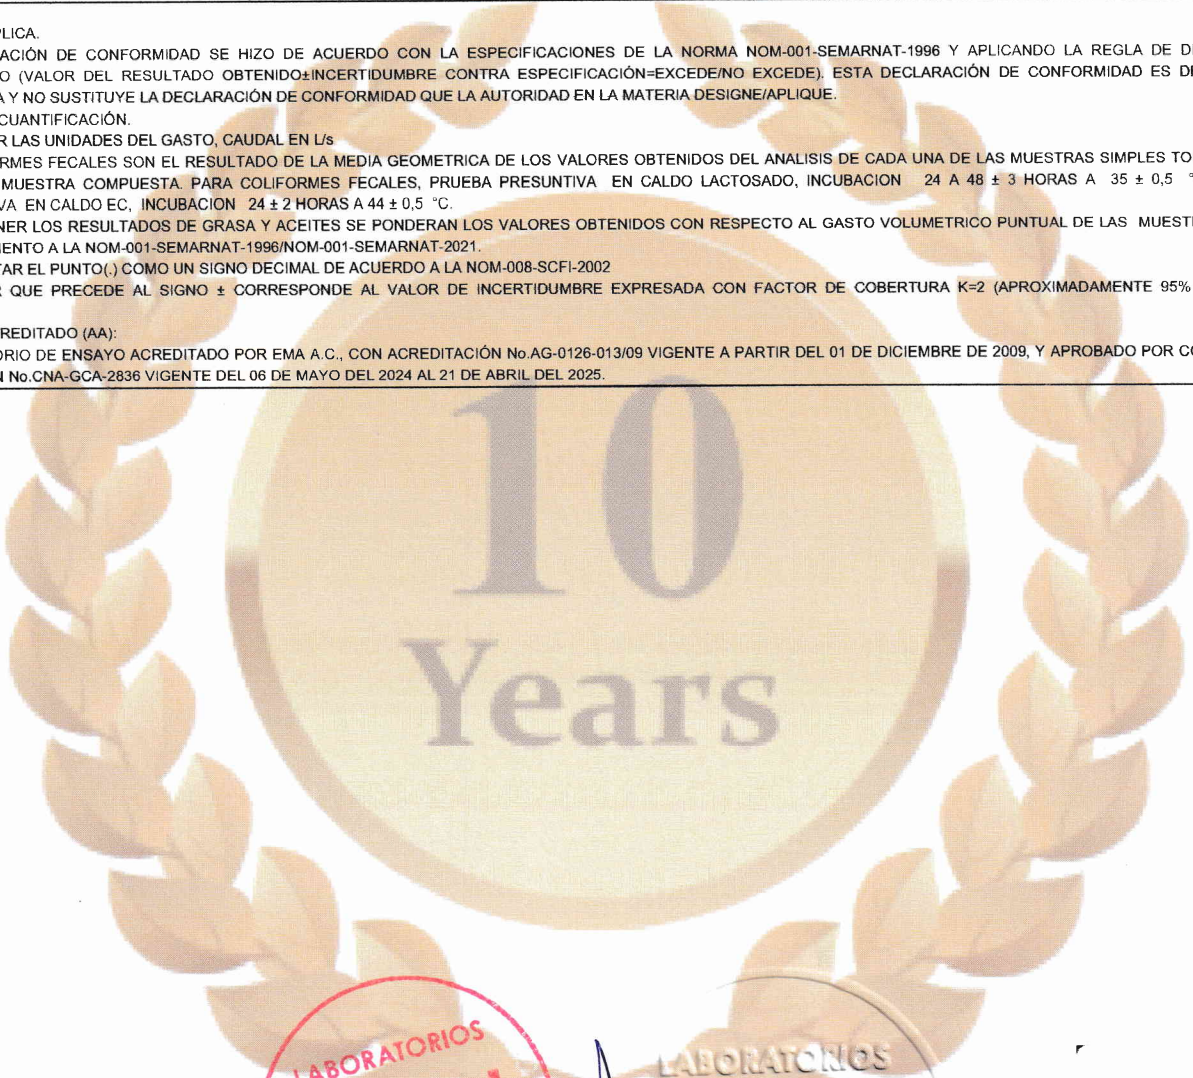 PLICA.
ACIÓN DE CONFORMIDAD SE HIZO DE ACUERDO CON LA ESPECIFICACIONES DE LA NORMA NOM-001-SEMARNAT-1996 Y APLICANDO LA REGLA DE D
O (VALOR DEL RESULTADO OBTENIDO±INCERTIDUMBRE CONTRA ESPECIFICACIÓN=EXCEDE/NO EXCEDE). ESTA DECLARACIÓN DE CONFORMIDAD ES D
A Y NO SUSTITUYE LA DECLARACIÓN DE CONFORMIDAD QUE LA AUTORIDAD EN LA MATERIA DESIGNE/APLIQUE.
CUANTIFICACIÓN.
R LAS UNIDADES DEL GASTO, CAUDAL EN L/s
RMES FECALES SON EL RESULTADO DE LA MEDIA GEOMETRICA DE LOS VALORES OBTENIDOS DEL ANALISIS DE CADA UNA DE LAS MUESTRAS SIMPLES TO
MUESTRA COMPUESTA. PARA COLIFORMES FECALES, PRUEBA PRESUNTIVA EN CALDO LACTOSADO, INCUBACION 24 A 48 ± 3 HORAS A 35 ± 0,5 °
VA EN CALDO EC, INCUBACION 24 ± 2 HORAS A 44 ± 0,5 °C.
NER LOS RESULTADOS DE GRASA Y ACEITES SE PONDERAN LOS VALORES OBTENIDOS CON RESPECTO AL GASTO VOLUMETRICO PUNTUAL DE LAS MUEST
IENTO A LA NOM-001-SEMARNAT-1996/NOM-001-SEMARNAT-2021.
TAR EL PUNTO(.) COMO UN SIGNO DECIMAL DE ACUERDO A LA NOM-008-SCFI-2002
R QUE PRECEDE AL SIGNO ± CORRESPONDE AL VALOR DE INCERTIDUMBRE EXPRESADA CON FACTOR DE COBERTURA K=2 (APROXIMADAMENTE 95%
REDITADO (AA):
ORIO DE ENSAYO ACREDITADO POR EMA A.C., CON ACREDITACIÓN No.AG-0126-013/09 VIGENTE A PARTIR DEL 01 DE DICIEMBRE DE 2009, Y APROBADO POR CO
N No.CNA-GCA-2836 VIGENTE DEL 06 DE MAYO DEL 2024 AL 21 DE ABRIL DEL 2025.
10
Years
LABORATORIOS
LABORATORIOS